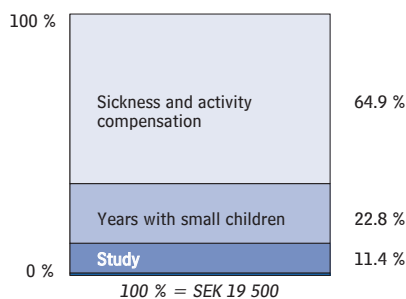 100 %
Sickness and activity
compensation
64.9 %
Years with small children
22.8 %
Study
11.4 %
0 %
100 % = SEK 19 500